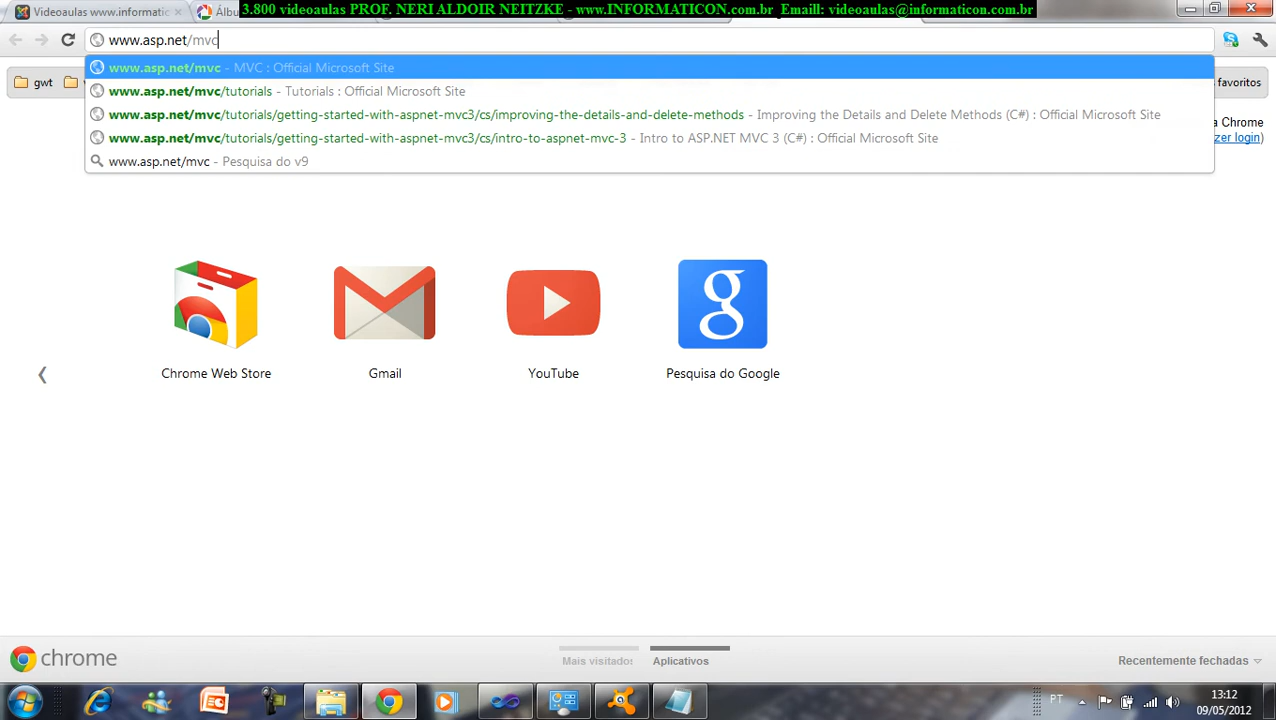 3.800 videoaulas PROF. NERI ALDOIR NEITZKE - www.INFORMATICON.com.br  Emaill: videoaulas@informaticon.com.br
Videoaulas www.informatic
Álbu
www.asp.net/mvc
www.asp.net/mvc - MVC : Official Microsoft Site
www.asp.net/mvc/tutorials - Tutorials : Official Microsoft Site
www.asp.net/mvc/tutorials/getting-started-with-aspnet-mvc3/cs/improving-the-details-and-delete-methods - Improving the Details and Delete Methods (C#) : Official Microsoft Site
www.asp.net/mvc/tutorials/getting-started-with-aspnet-mvc3/cs/intro-to-aspnet-mvc-3 - Intro to ASP.NET MVC 3 (C#) : Official Microsoft Site
www.asp.net/mvc - Pesquisa do v9
gwt
favoritos
a Chrome
zer login)
Chrome Web Store
Gmail
YouTube
Pesquisa do Google
chrome
Mais visitados
Aplicativos
Recentemente fechadas
PT
13:12
09/05/2012